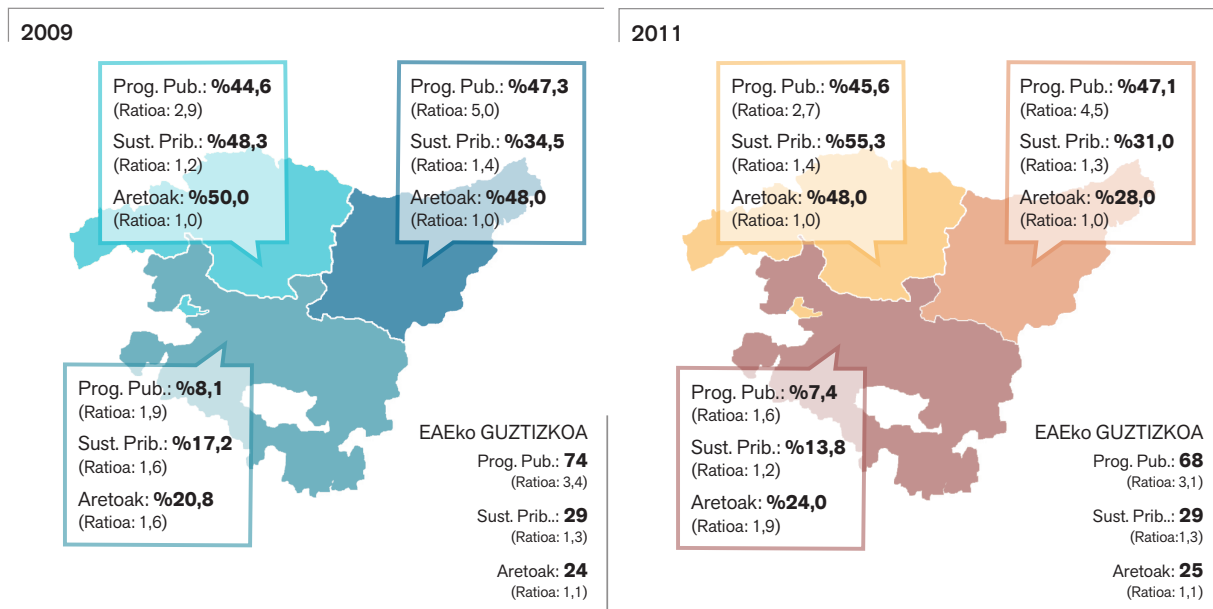 2009
Prog. Pub.: %44,6
(Ratioa: 2,9)
Sust. Prib.: %48,3
(Ratioa: 1,2)
Aretoak: %50,0
(Ratioa: 1,0)
Prog. Pub.: %47,3
(Ratioa: 5,0)
Sust. Prib.: %34,5
(Ratioa: 1,4)
Aretoak: %48,0
(Ratioa: 1,0)
Prog. Pub.: %8,1
(Ratioa: 1,9)
Sust. Prib.: %17,2
(Ratioa: 1,6)
Aretoak: %20,8
(Ratioa: 1,6)
EAEko GUZTIZKOA
Prog. Pub.: 74
(Ratioa: 3,4)
Sust. Prib..: 29
(Ratioa: 1,3)
Aretoak: 24
(Ratioa: 1,1)
2011
Prog. Pub.: %45,6
(Ratioa: 2,7)
Sust. Prib.: %55,3
(Ratioa: 1,4)
Aretoak: %48,0
(Ratioa: 1,0)
Prog. Pub.: %47,1
(Ratioa: 4,5)
Sust. Prib.: %31,0
(Ratioa: 1,3)
Aretoak: %28,0
(Ratioa: 1,0)
Prog. Pub.: %7,4
(Ratioa: 1,6)
Sust. Prib.: %13,8
(Ratioa: 1,2)
Aretoak: %24,0
(Ratioa: 1,9)
EAEko GUZTIZKOA
Prog. Pub.: 68
(Ratioa: 3,1)
Sust. Prib..: 29
(Ratioa:1,3)
Aretoak: 25
(Ratioa: 1,1)